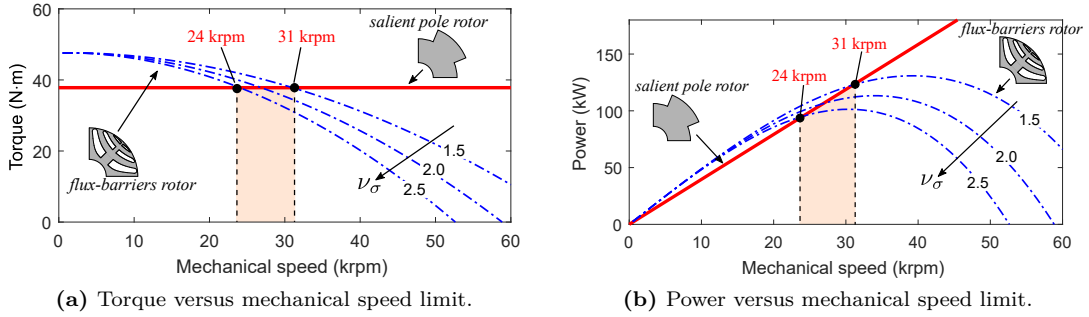 60
40
20
0
Torque (N·m)
24 krpm
31 krpm
salient pole rotor
flux-barriers rotor
1.5
2.0
2.5
νσ
0 10 20 30 40 50 60
Mechanical speed (krpm)
(a) Torque versus mechanical speed limit.
150
100
50
0
Power (kW)
flux-barriers rotor
31 krpm
24 krpm
salient pole rotor
1.5
2.0
2.5
νσ
0 10 20 30 40 50 60
Mechanical speed (krpm)
(b) Power versus mechanical speed limit.